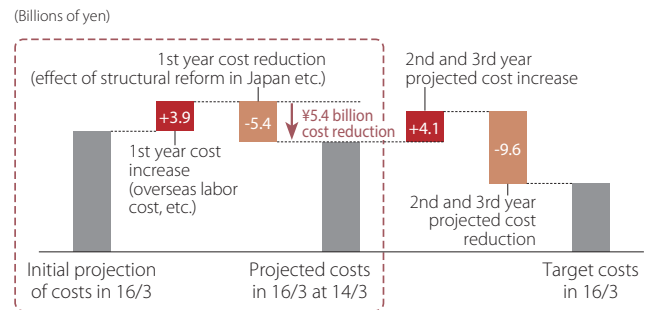 (Billions of yen)
1st year cost reduction
(effect of structural reform in Japan etc.)
2nd and 3rd year
projected cost increase
+3.9
-5.4
¥5.4 billion
cost reduction
+4.1
-9.6
1st year cost
increase
(overseas labor
cost, etc.)
2nd and 3rd year
projected cost
reduction
Initial projection
of costs in 16/3
Projected costs
in 16/3 at 14/3
Target costs
in 16/3